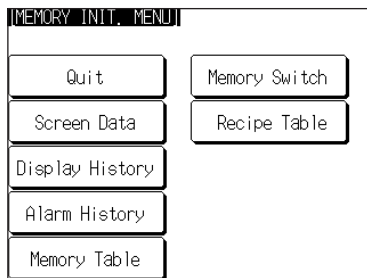 [MEMORY INIT. MENU]
Quit
Memory Switch
Screen Data
Recipe Table
Display History
Alarm History
Memory Table